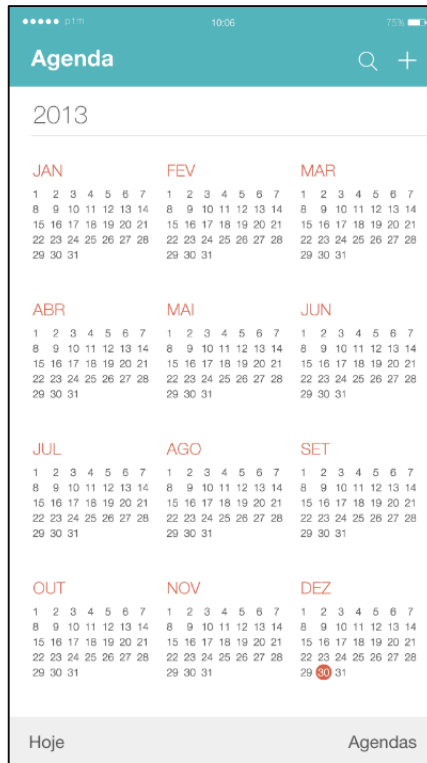 ptm 10:06 75%
Agenda
2013
JAN FEV MAR
1 2 3 4 5 6 7 1 2 3 4 5 6 7 1 2 3 4 5 6 7
8 9 10 11 12 13 14 8 9 10 11 12 13 14 8 9 10 11 12 13 14
15 16 17 18 19 20 21 15 16 17 18 19 20 21 15 16 17 18 19 20 21
22 23 24 25 26 27 28 22 23 24 25 26 27 28 22 23 24 25 26 27 28
29 30 31 29 30 31 29 30 31
ABR MAI JUN
1 2 3 4 5 6 7 1 2 3 4 5 6 7 1 2 3 4 5 6 7
8 9 10 11 12 13 14 8 9 10 11 12 13 14 8 9 10 11 12 13 14
15 16 17 18 19 20 21 15 16 17 18 19 20 21 15 16 17 18 19 20 21
22 23 24 25 26 27 28 22 23 24 25 26 27 28 22 23 24 25 26 27 28
29 30 31 29 30 31 29 30 31
JUL AGO SET
1 2 3 4 5 6 7 1 2 3 4 5 6 7 1 2 3 4 5 6 7
8 9 10 11 12 13 14 8 9 10 11 12 13 14 8 9 10 11 12 13 14
15 16 17 18 19 20 21 15 16 17 18 19 20 21 15 16 17 18 19 20 21
22 23 24 25 26 27 28 22 23 24 25 26 27 28 22 23 24 25 26 27 28
29 30 31 29 30 31 29 30 31
OUT NOV DEZ
1 2 3 4 5 6 7 1 2 3 4 5 6 7 1 2 3 4 5 6 7
8 9 10 11 12 13 14 8 9 10 11 12 13 14 8 9 10 11 12 13 14
15 16 17 18 19 20 21 15 16 17 18 19 20 21 15 16 17 18 19 20 21
22 23 24 25 26 27 28 22 23 24 25 26 27 28 22 23 24 25 26 27 28
29 30 31 29 30 31 29 30 31
Hoje Agendas